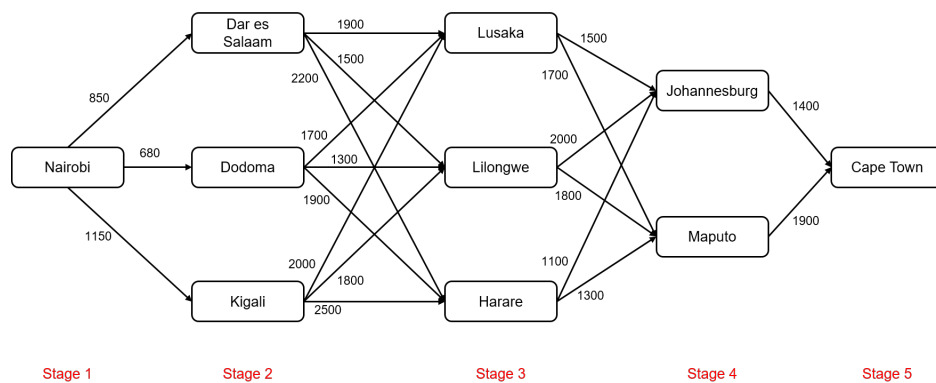 Dar es
Salaam
1900
Lusaka
1500
1500
2200
1700
Johannesburg
850
1400
1700
2000
Nairobi
680
Dodoma
1300
Lilongwe
Cape Town
1900
1800
1900
1150
Maputo
2000
1100
1800
Kigali
2500
Harare
1300
Stage 1
Stage 2
Stage 3
Stage 4
Stage 5